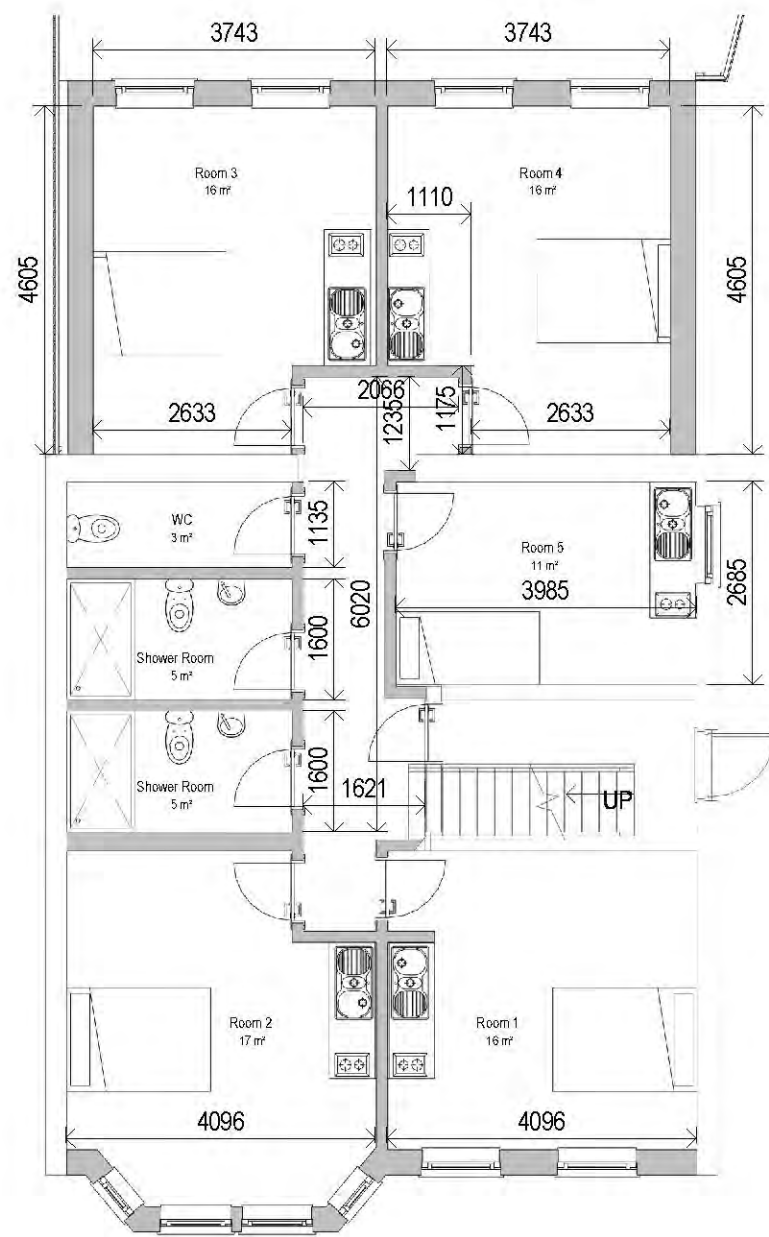 3743
3743
Room 3
16 m²
Room 4
16 m²
1110
4605
4605
2066
1175
1235
2633
2633
WC
3 m²
1135
Room 5
11 m²
3985
2685
6020
1600
Shower Room
5 m²
1600
Shower Room
5 m²
1621
UP
Room 2
17 m²
Room 1
16 m²
4096
4096